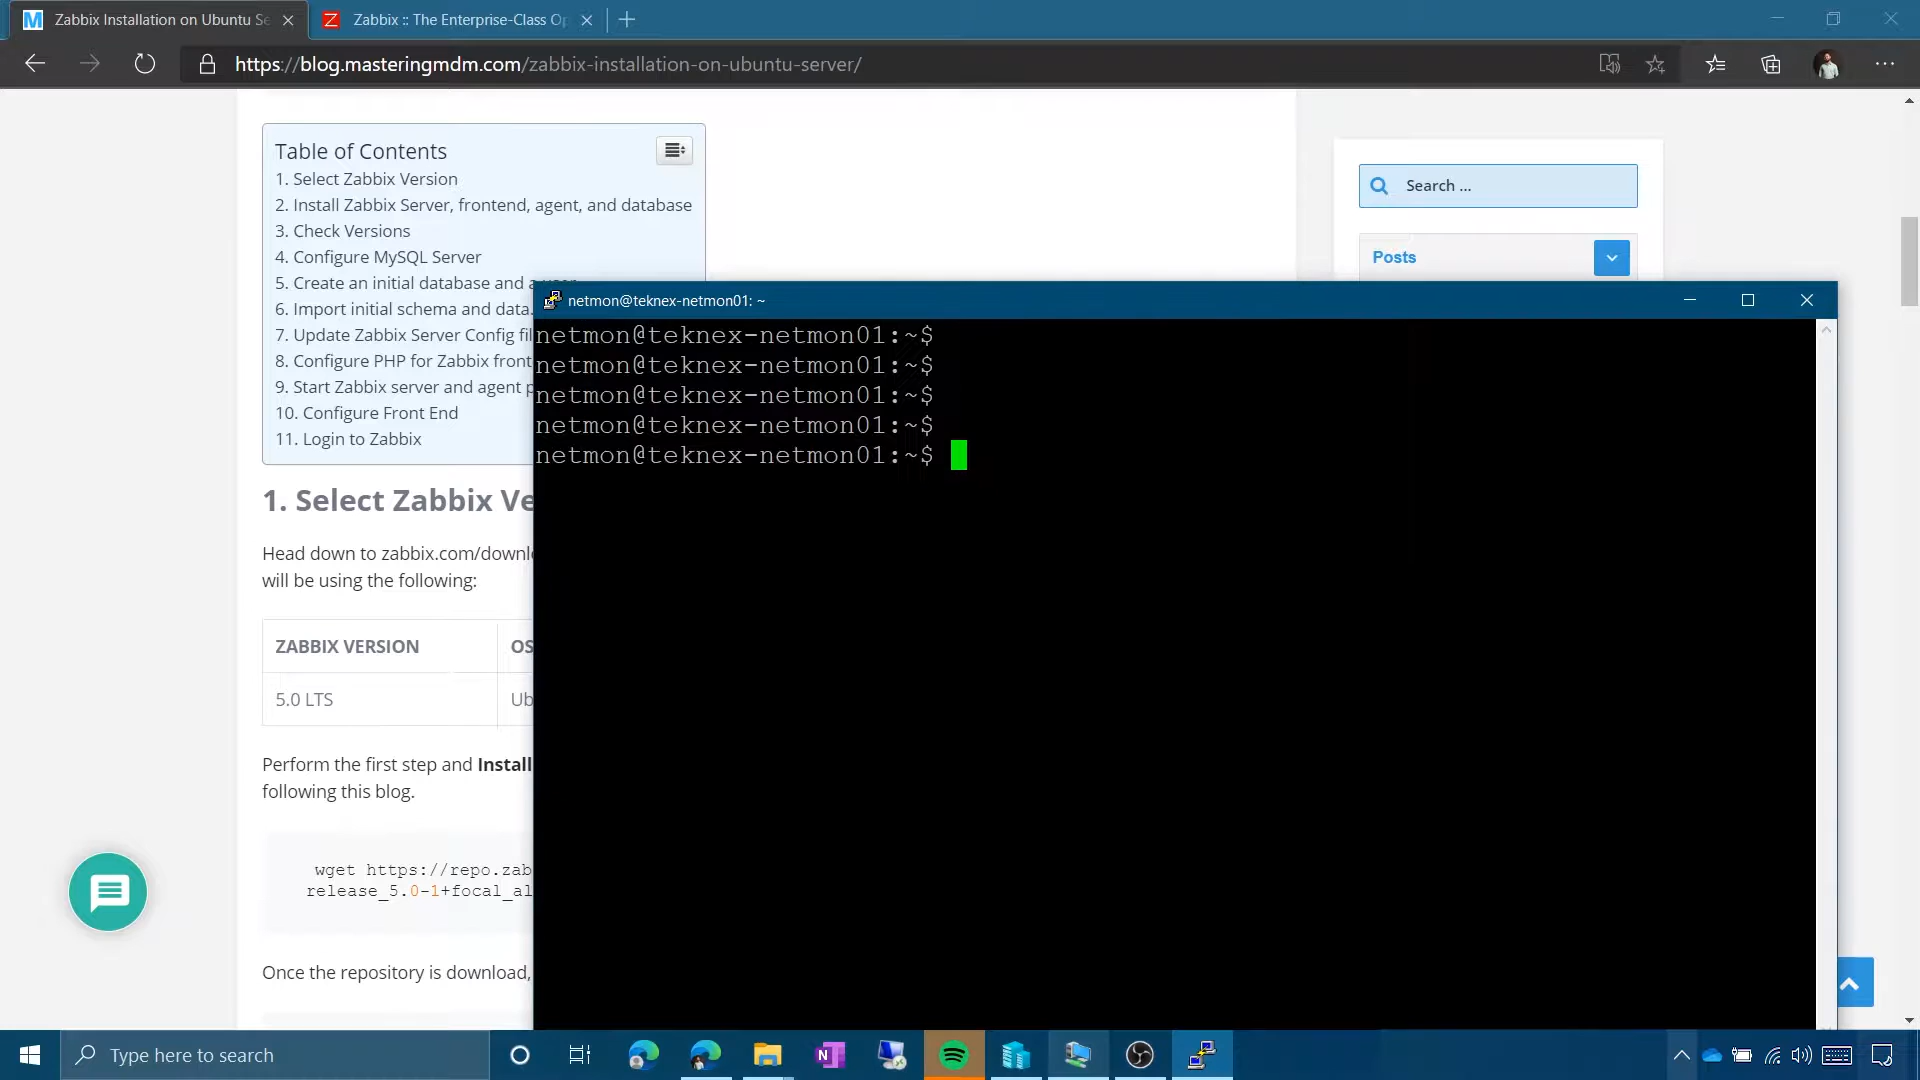 Zabbix Installation on Ubuntu Se
Zabbix :: The Enterprise-Class Op
https://blog.masteringmdm.com/zabbix-installation-on-ubuntu-server/
Table of Contents
1. Select Zabbix Version
2. Install Zabbix Server, frontend, agent, and database
3. Check Versions
4. Configure MySQL Server
5. Create an initial database and a user
6. Import initial schema and data.
7. Update Zabbix Server Config fil
8. Configure PHP for Zabbix front
9. Start Zabbix server and agent p
10. Configure Front End
11. Login to Zabbix
Search ...
Posts
netmon@teknex-netmon01: ~
netmon@teknex-netmon01:~$
netmon@teknex-netmon01:~$
netmon@teknex-netmon01:~$
netmon@teknex-netmon01:~$
netmon@teknex-netmon01:~$
1. Select Zabbix Ve
Head down to zabbix.com/downl
will be using the following:
ZABBIX VERSION OS
5.0 LTS Ub
Perform the first step and Install
following this blog.
wget https://repo.zab
release_5.0-1+focal_al
Once the repository is download,
Type here to search